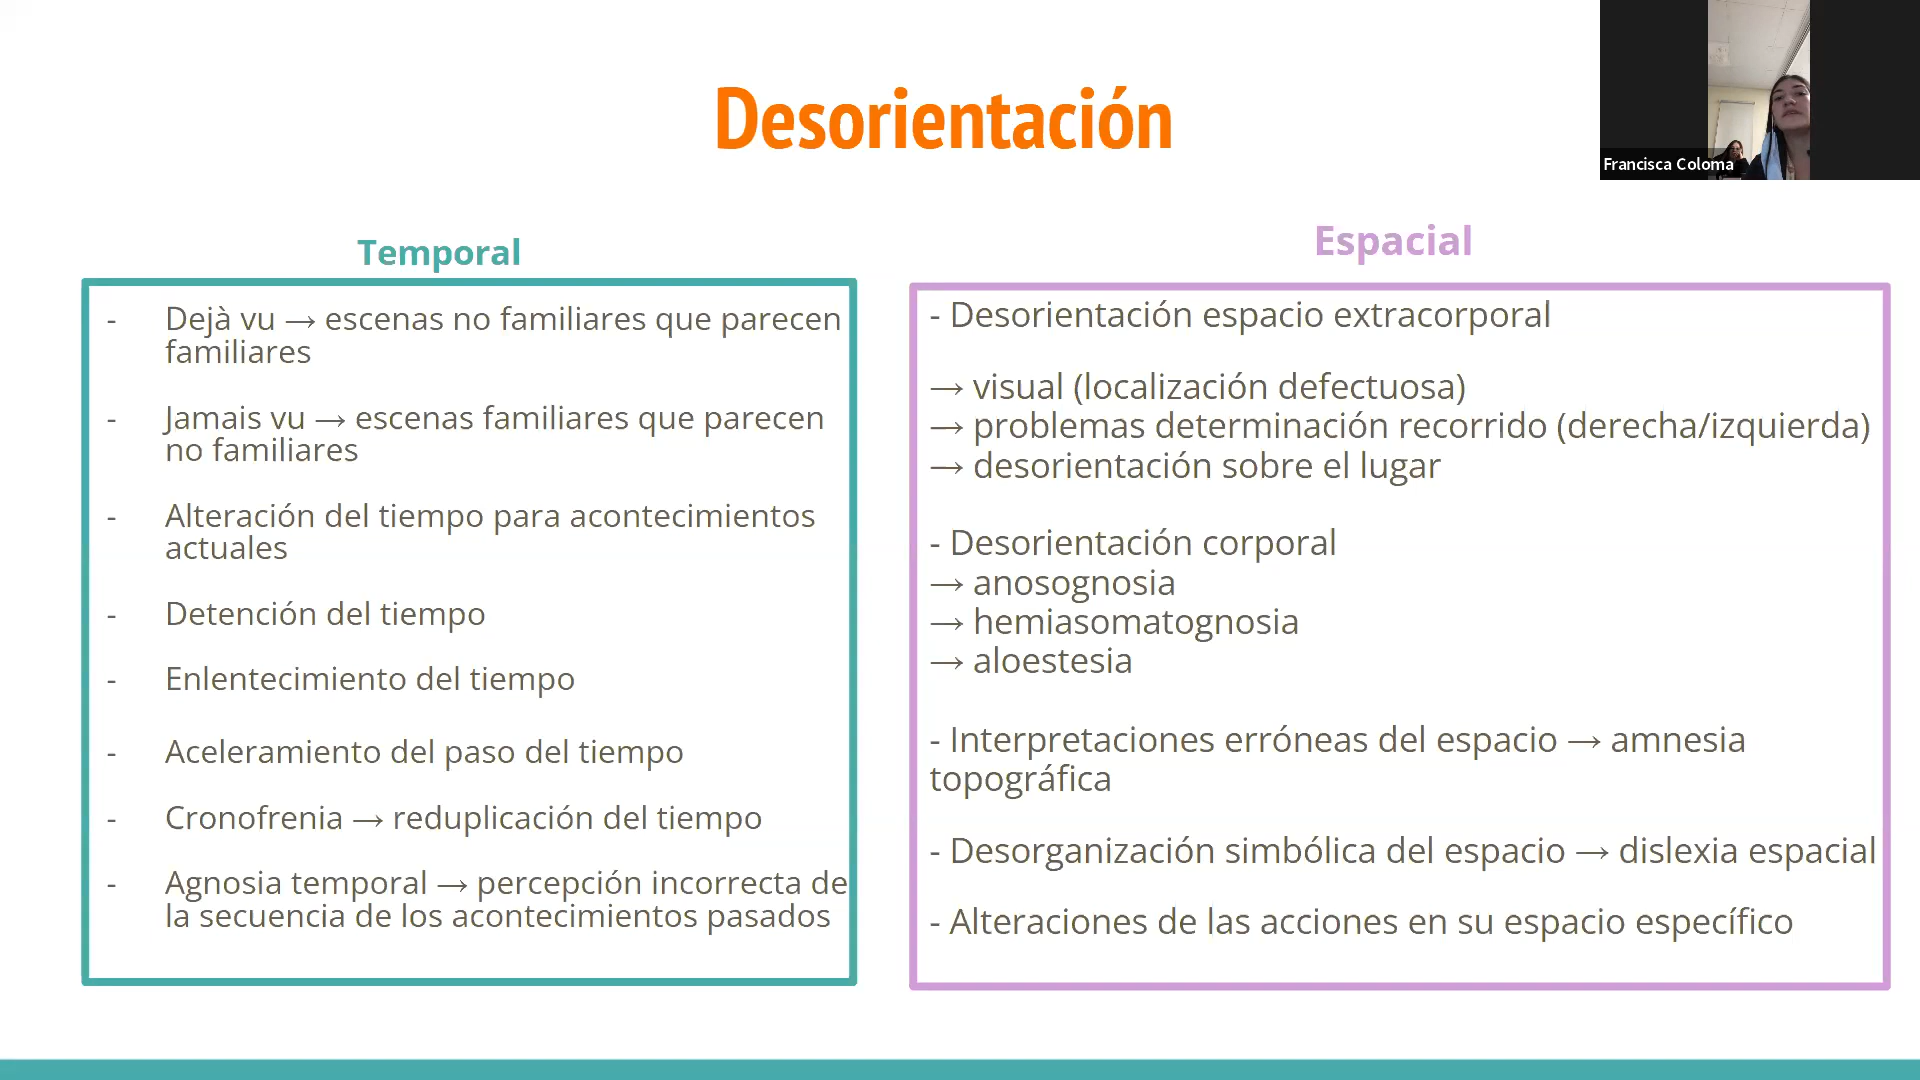 Desorientación
Francisca Coloma
Temporal
- Dejà vu → escenas no familiares que parecen
familiares
- Jamais vu → escenas familiares que parecen
no familiares
- Alteración del tiempo para acontecimientos
actuales
- Detención del tiempo
- Enlentecimiento del tiempo
- Aceleramiento del paso del tiempo
- Cronofrenia → reduplicación del tiempo
- Agnosia temporal → percepción incorrecta de
la secuencia de los acontecimientos pasados
Espacial
- Desorientación espacio extracorporal
→ visual (localización defectuosa)
→ problemas determinación recorrido (derecha/izquierda)
→ desorientación sobre el lugar
- Desorientación corporal
→ anosognosia
→ hemiasomatognosia
→ aloestesia
- Interpretaciones erróneas del espacio → amnesia
topográfica
- Desorganización simbólica del espacio → dislexia espacial
- Alteraciones de las acciones en su espacio específico